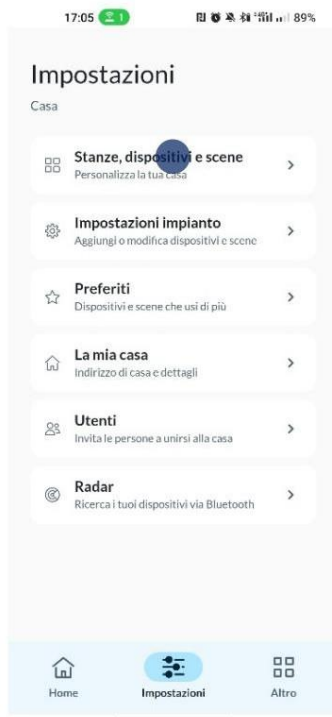 17:05 1 89%
Impostazioni
Casa
Stanze, dispositivi e scene
Personalizza la tua casa
Impostazioni impianto
Aggiungi o modifica dispositivi e scene
Preferiti
Dispositivi e scene che usi di più
La mia casa
Indirizzo di casa e dettagli
Utenti
Invita le persone a unirsi alla casa
Radar
Ricerca i tuoi dispositivi via Bluetooth
Home Impostazioni Altro